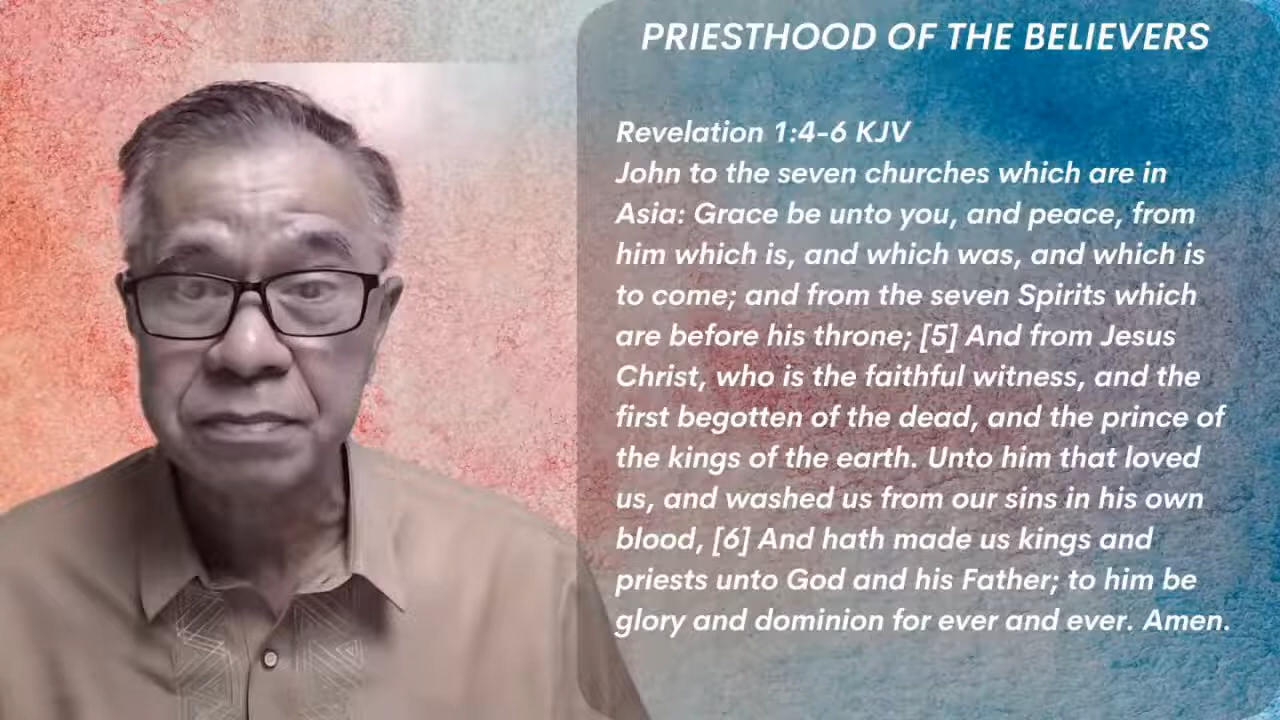 PRIESTHOOD OF THE BELIEVERS
Revelation 1:4-6 KJV
John to the seven churches which are in
Asia: Grace be unto you, and peace, from
him which is, and which was, and which is
to come; and from the seven Spirits which
are before his throne; [5] And from Jesus
Christ, who is the faithful witness, and the
first begotten of the dead, and the prince of
the kings of the earth. Unto him that loved
us, and washed us from our sins in his own
blood, [6] And hath made us kings and
priests unto God and his Father; to him be
glory and dominion for ever and ever. Amen.